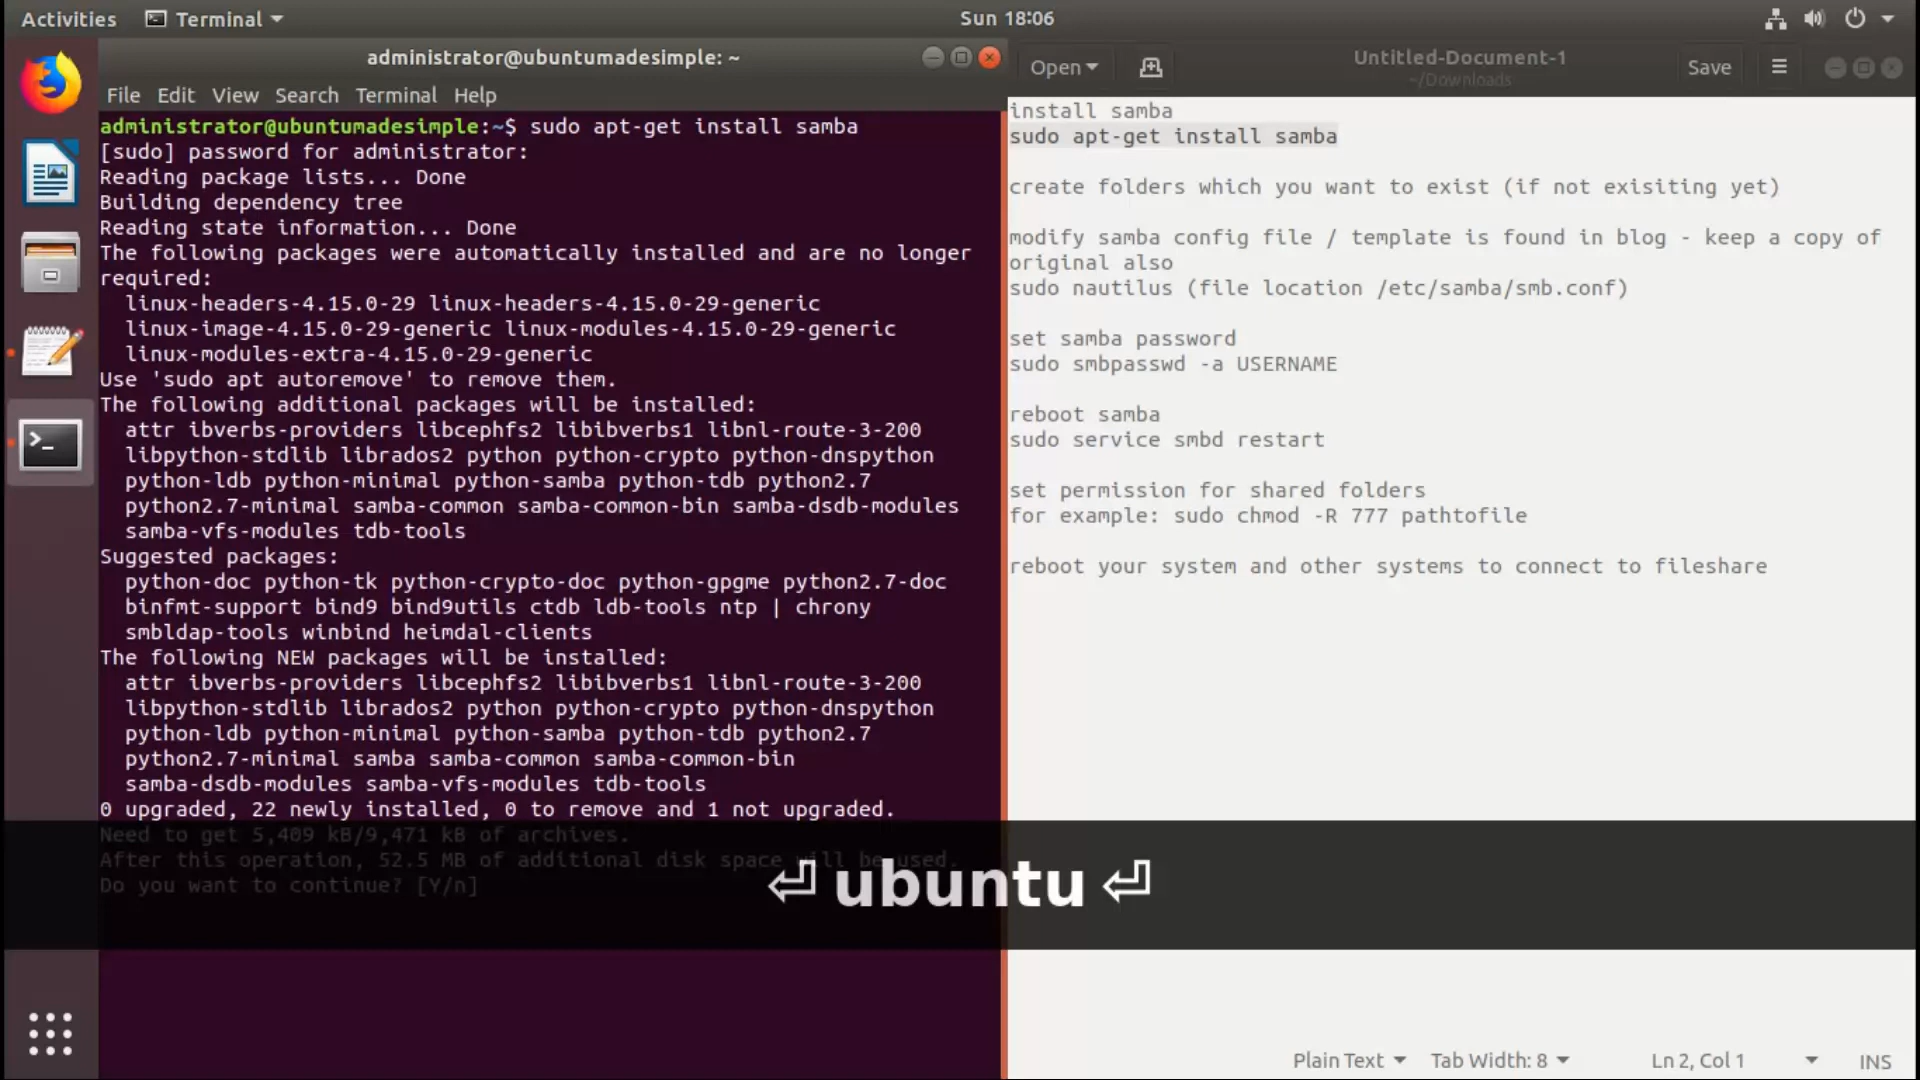 Activities
Terminal
Sun 18:06
administrator@ubuntumadesimple: ~
File Edit View Search Terminal Help
administrator@ubuntumadesimple:~$ sudo apt-get install samba
[sudo] password for administrator:
Reading package lists... Done
Building dependency tree
Reading state information... Done
The following packages were automatically installed and are no longer
required:
linux-headers-4.15.0-29 linux-headers-4.15.0-29-generic
linux-image-4.15.0-29-generic linux-modules-4.15.0-29-generic
linux-modules-extra-4.15.0-29-generic
Use 'sudo apt autoremove' to remove them.
The following additional packages will be installed:
attr ibverbs-providers libcephfs2 libibverbs1 libnl-route-3-200
libpython-stdlib librados2 python python-crypto python-dnspython
python-ldb python-minimal python-samba python-tdb python2.7
python2.7-minimal samba-common samba-common-bin samba-dsdb-modules
samba-vfs-modules tdb-tools
Suggested packages:
python-doc python-tk python-crypto-doc python-gpgme python2.7-doc
binfmt-support bind9 bind9utils ctdb ldb-tools ntp | chrony
smbldap-tools winbind heimdal-clients
The following NEW packages will be installed:
attr ibverbs-providers libcephfs2 libibverbs1 libnl-route-3-200
libpython-stdlib librados2 python python-crypto python-dnspython
python-ldb python-minimal python-samba python-tdb python2.7
python2.7-minimal samba samba-common samba-common-bin
samba-dsdb-modules samba-vfs-modules tdb-tools
0 upgraded, 22 newly installed, 0 to remove and 1 not upgraded.
Need to get 5,409 kB/9,471 kB of archives.
After this operation, 52.5 MB of additional disk space will be used.
Do you want to continue? [Y/n]
⏎ ubuntu ⏎
Open
Untitled-Document-1
~/Downloads
Save
install samba
sudo apt-get install samba
create folders which you want to exist (if not exisiting yet)
modify samba config file / template is found in blog - keep a copy of
original also
sudo nautilus (file location /etc/samba/smb.conf)
set samba password
sudo smbpasswd -a USERNAME
reboot samba
sudo service smbd restart
set permission for shared folders
for example: sudo chmod -R 777 pathtofile
reboot your system and other systems to connect to fileshare
Plain Text
Tab Width: 8
Ln 2, Col 1
INS